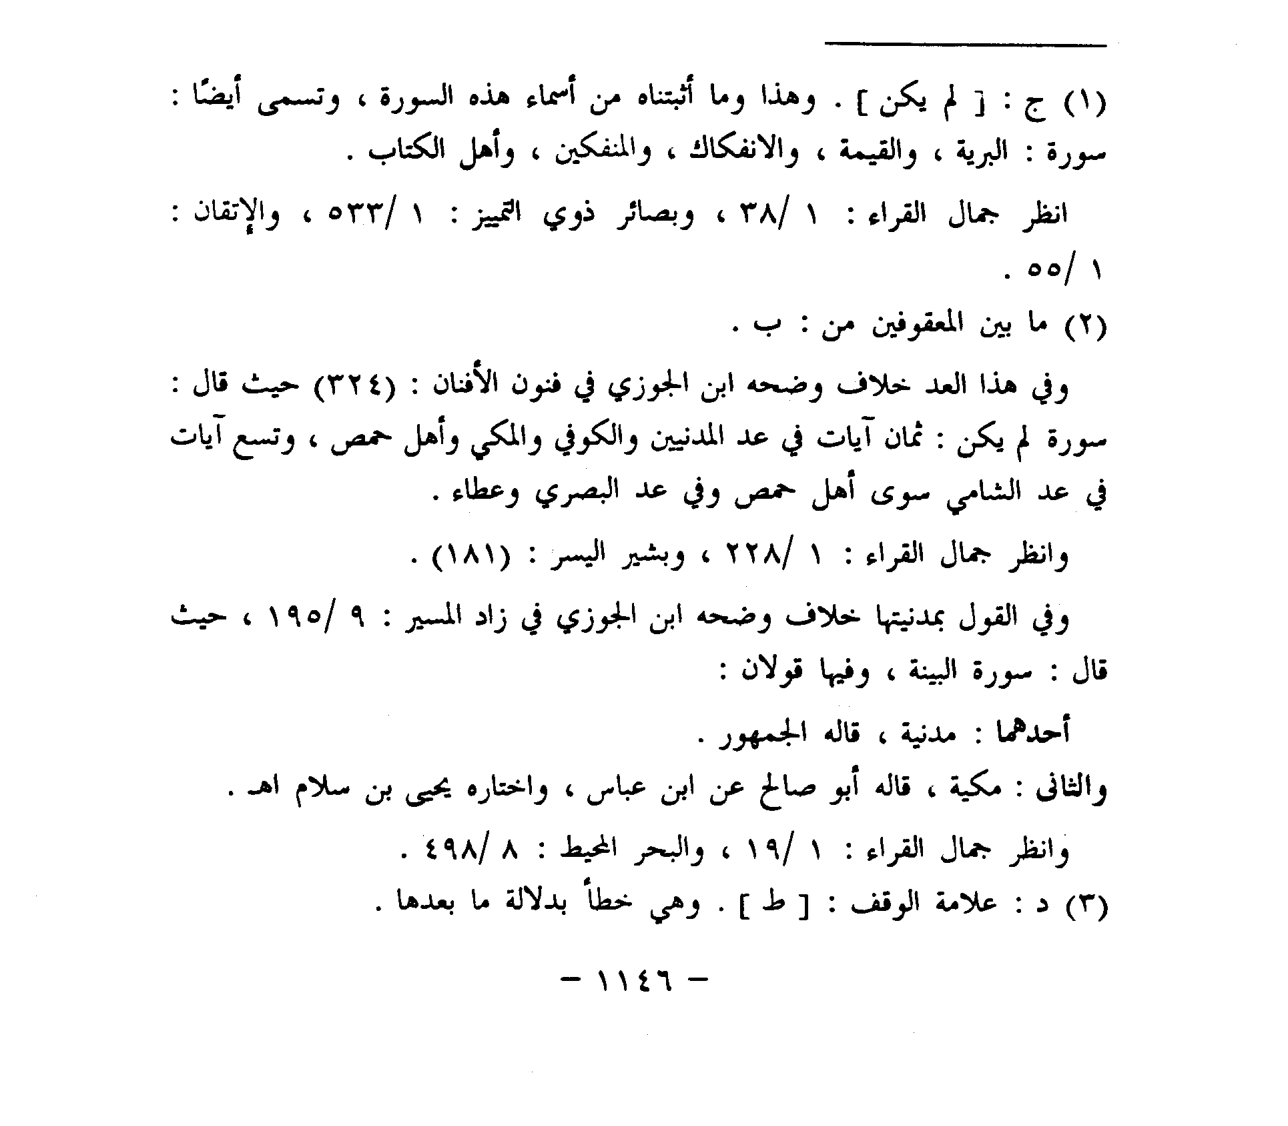 (١) ج : [ لم يكن ] . وهذا وما أثبتناه من أسماء هذه السورة ، وتسمى أيضًا :
سورة : البرية ، والقيمة ، والانفكاك ، والمنفكين ، وأهل الكتاب .
انظر جمال القراء : ١ /٣٨ ، وبصائر ذوي التمييز : ١ /٥٣٣ ، والإتقان :
١ /٥٥ .
(٢) ما بين المعقوفين من : ب .
وفي هذا العد خلاف وضحه ابن الجوزي في فنون الأفنان : (٣٢٤) حيث قال :
سورة لم يكن : ثمان آيات في عد المدنيين والكوفي والمكي وأهل حمص ، وتسع آيات
في عد الشامي سوى أهل حمص وفي عد البصري وعطاء .
وانظر جمال القراء : ١ /٢٢٨ ، وبشير اليسر : (١٨١) .
وفي القول بمدنيتها خلاف وضحه ابن الجوزي في زاد المسير : ٩ /١٩٥ ، حيث
قال : سورة البينة ، وفيها قولان :
أحدهما : مدنية ، قاله الجمهور .
والثانى : مكية ، قاله أبو صالح عن ابن عباس ، واختاره يحيى بن سلام اهـ .
وانظر جمال القراء : ١ /١٩ ، والبحر المحيط : ٨ /٤٩٨ .
(٣) د : علامة الوقف : [ ط ] . وهي خطأ بدلالة ما بعدها .
– ١١٤٦ –